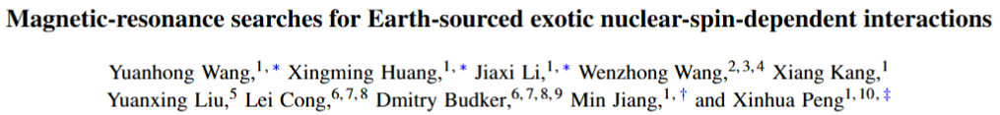 Magnetic-resonance searches for Earth-sourced exotic nuclear-spin-dependent interactions
Yuanhong Wang,1, * Xingming Huang,1, * Jiaxi Li,1, * Wenzhong Wang,2, 3, 4 Xiang Kang,1
Yuanxing Liu,5 Lei Cong,6, 7, 8 Dmitry Budker,6, 7, 8, 9 Min Jiang,1, † and Xinhua Peng1, 10, ‡